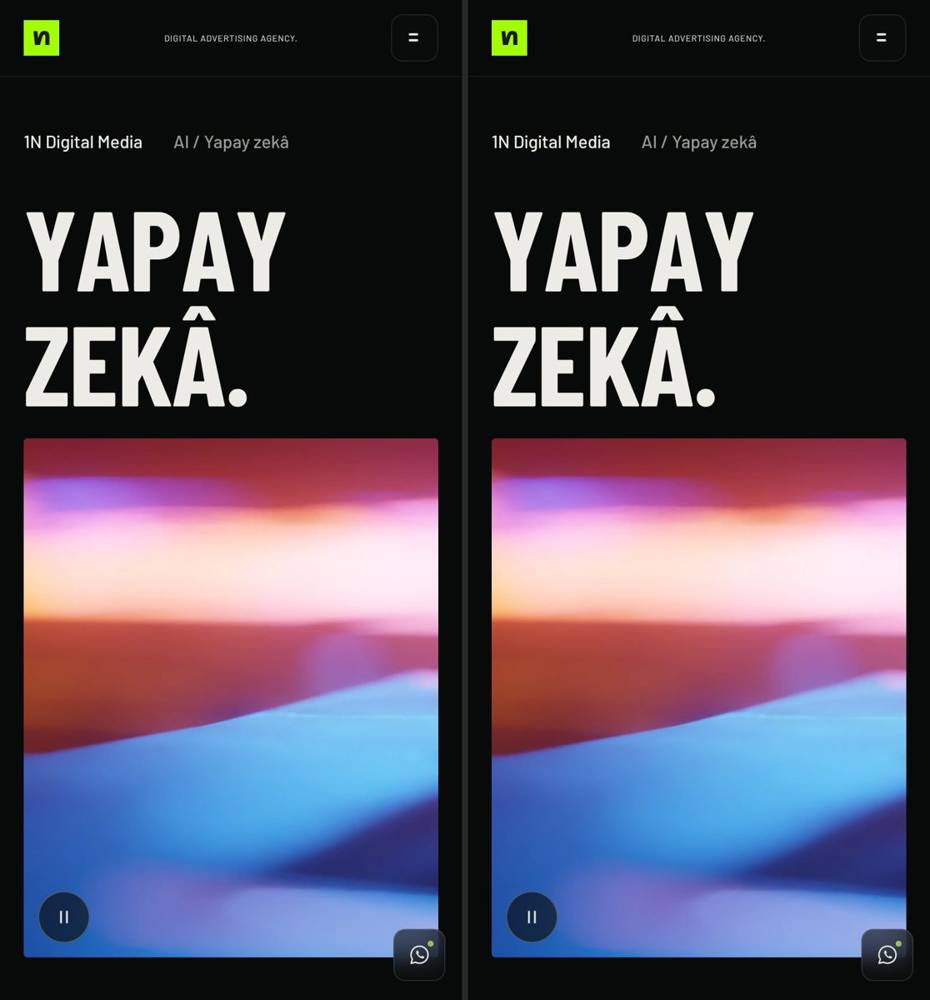 n
DIGITAL ADVERTISING AGENCY.
1N Digital Media AI / Yapay zekâ
YAPAY
ZEKÂ.
n
DIGITAL ADVERTISING AGENCY.
1N Digital Media AI / Yapay zekâ
YAPAY
ZEKÂ.